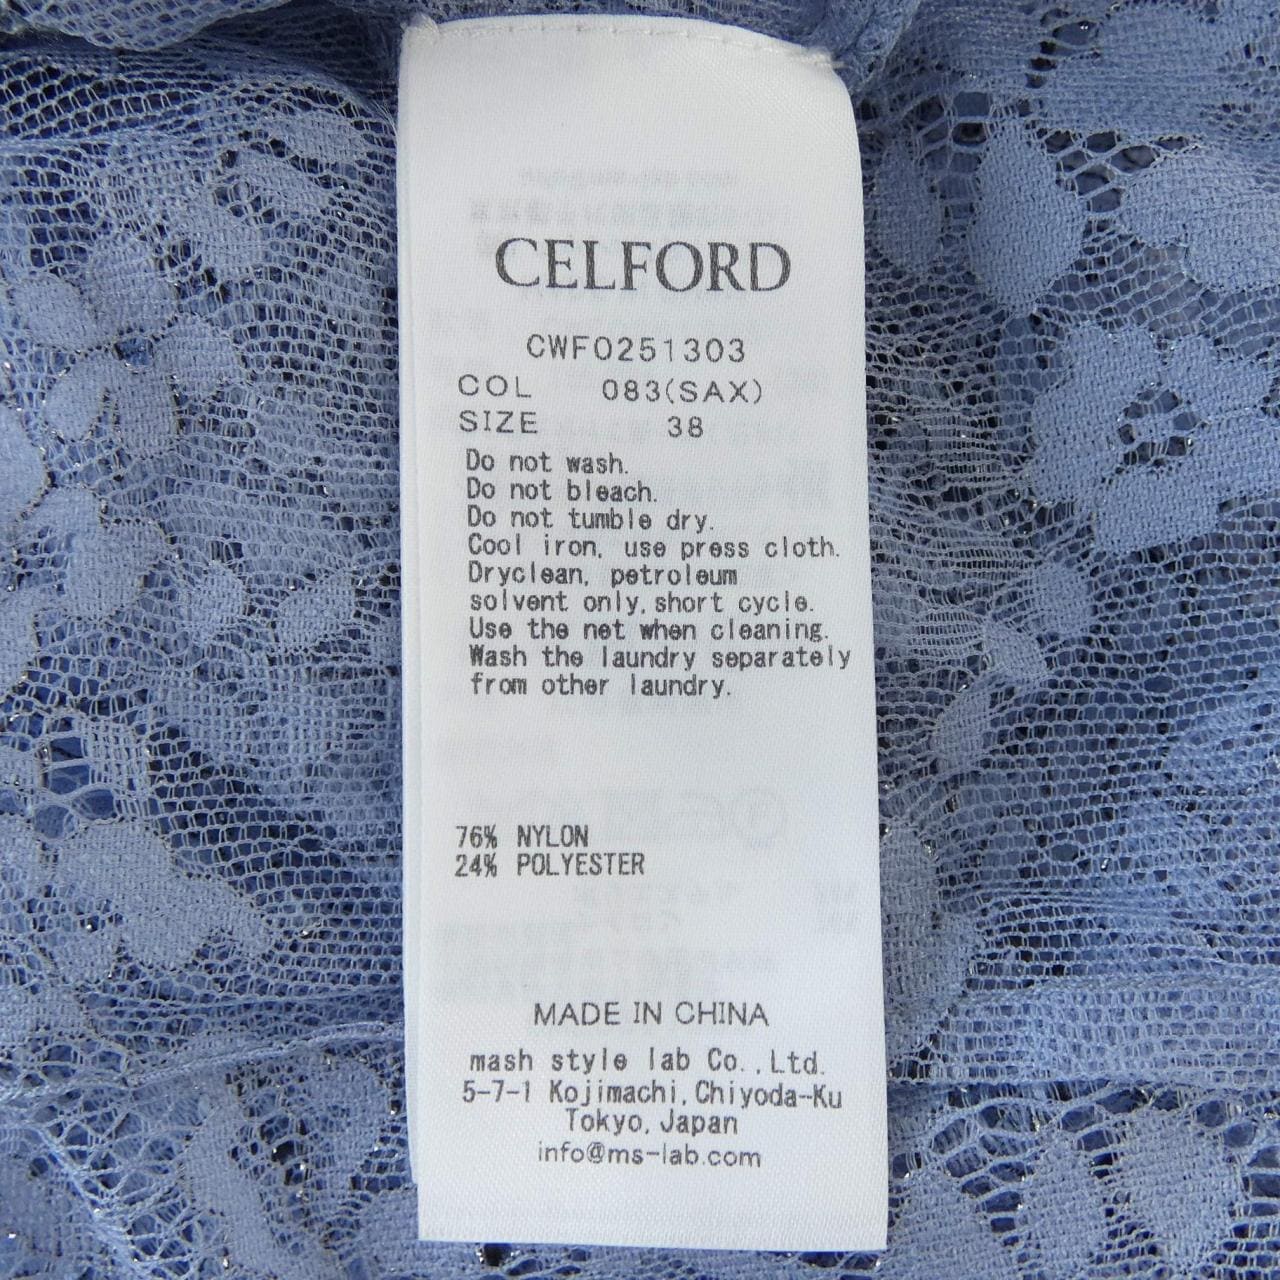 CELFORD
CWF0251303
COL 083(SAX)
SIZE 38
Do not wash.
Do not bleach.
Do not tumble dry.
Cool iron, use press cloth.
Dryclean, petroleum
solvent only,short cycle.
Use the net when cleaning.
Wash the laundry separately
from other laundry.
76% NYLON
24% POLYESTER
MADE IN CHINA
mash style lab Co.,Ltd.
5-7-1 Kojimachi,Chiyoda-Ku
Tokyo,Japan
info@ms-lab.com